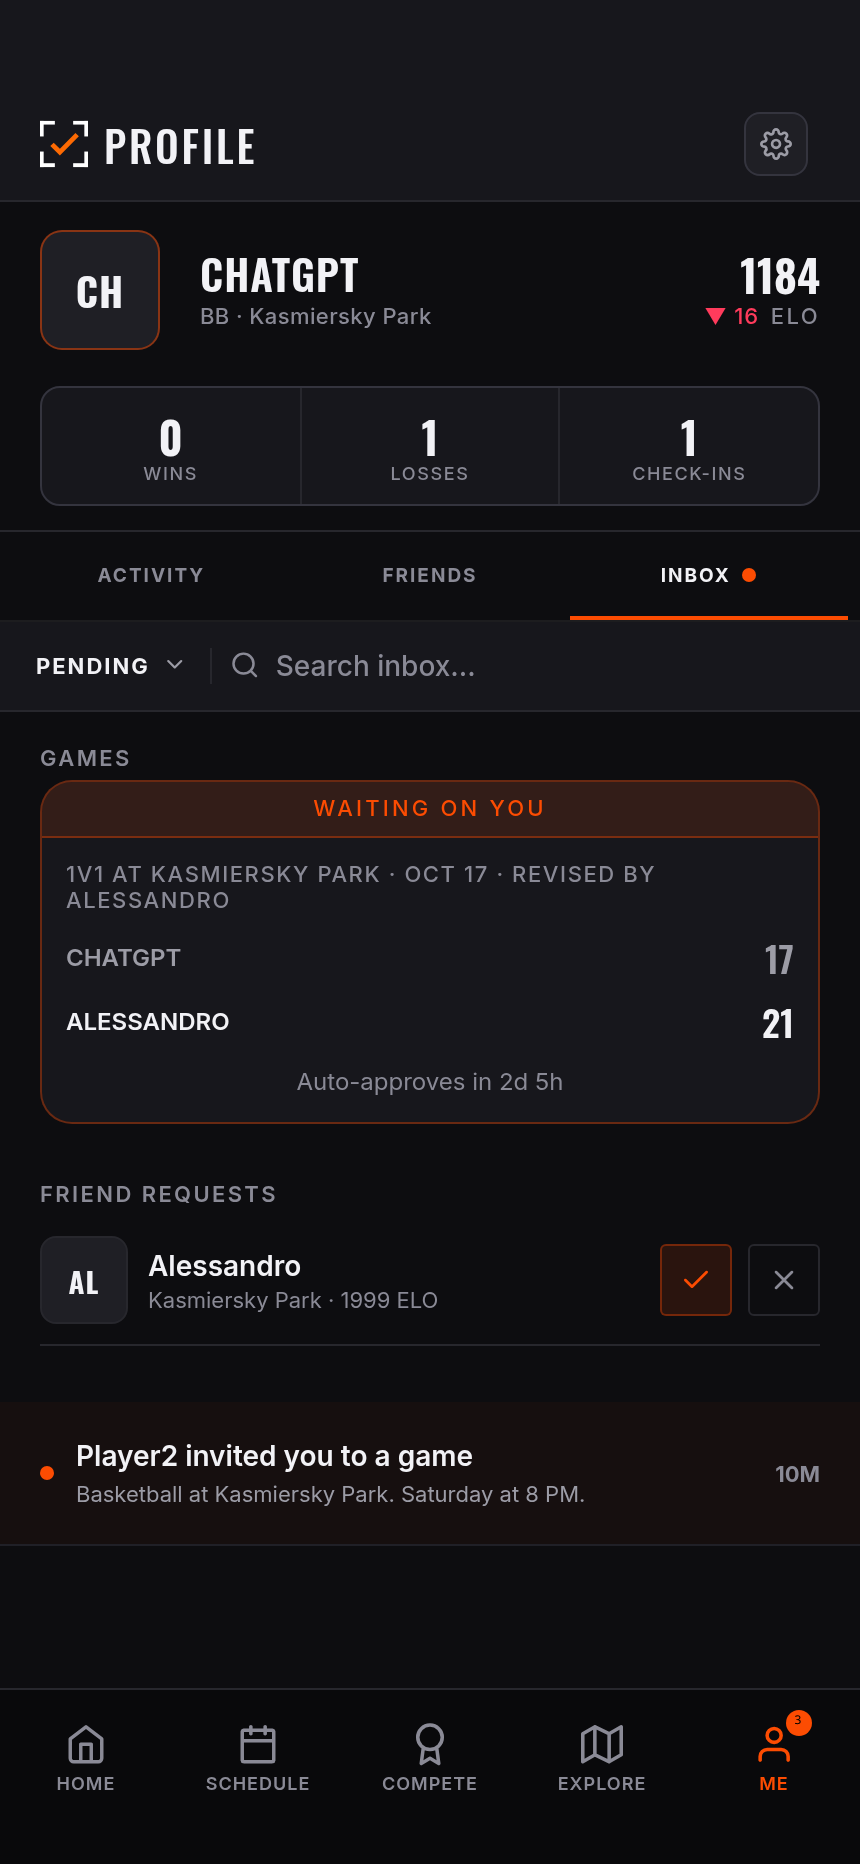 PROFILE
CH
CHATGPT
BB · Kasmiersky Park
1184
▼ 16 ELO
0
WINS
1
LOSSES
1
CHECK-INS
ACTIVITY
FRIENDS
INBOX
PENDING
Search inbox...
GAMES
WAITING ON YOU
1V1 AT KASMIERSKY PARK · OCT 17 · REVISED BY
ALESSANDRO
CHATGPT 17
ALESSANDRO 21
Auto-approves in 2d 5h
FRIEND REQUESTS
AL
Alessandro
Kasmiersky Park · 1999 ELO
Player2 invited you to a game
Basketball at Kasmiersky Park. Saturday at 8 PM.
10M
HOME
SCHEDULE
COMPETE
EXPLORE
3
ME